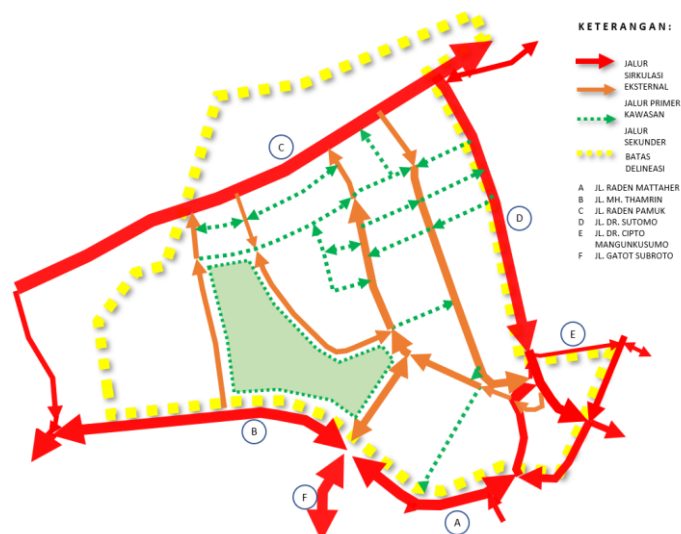 KETERANGAN:
JALUR
SIRKULASI
EKSTERNAL
JALUR PRIMER
KAWASAN
JALUR
SEKUNDER
BATAS
DELINEASI
A JL. RADEN MATTAHER
B JL. MH. THAMRIN
C JL. RADEN PAMUK
D JL. DR. SUTOMO
E JL. DR. CIPTO
MANGUNKUSUMO
F JL. GATOT SUBROTO
C
D
E
B
F
A